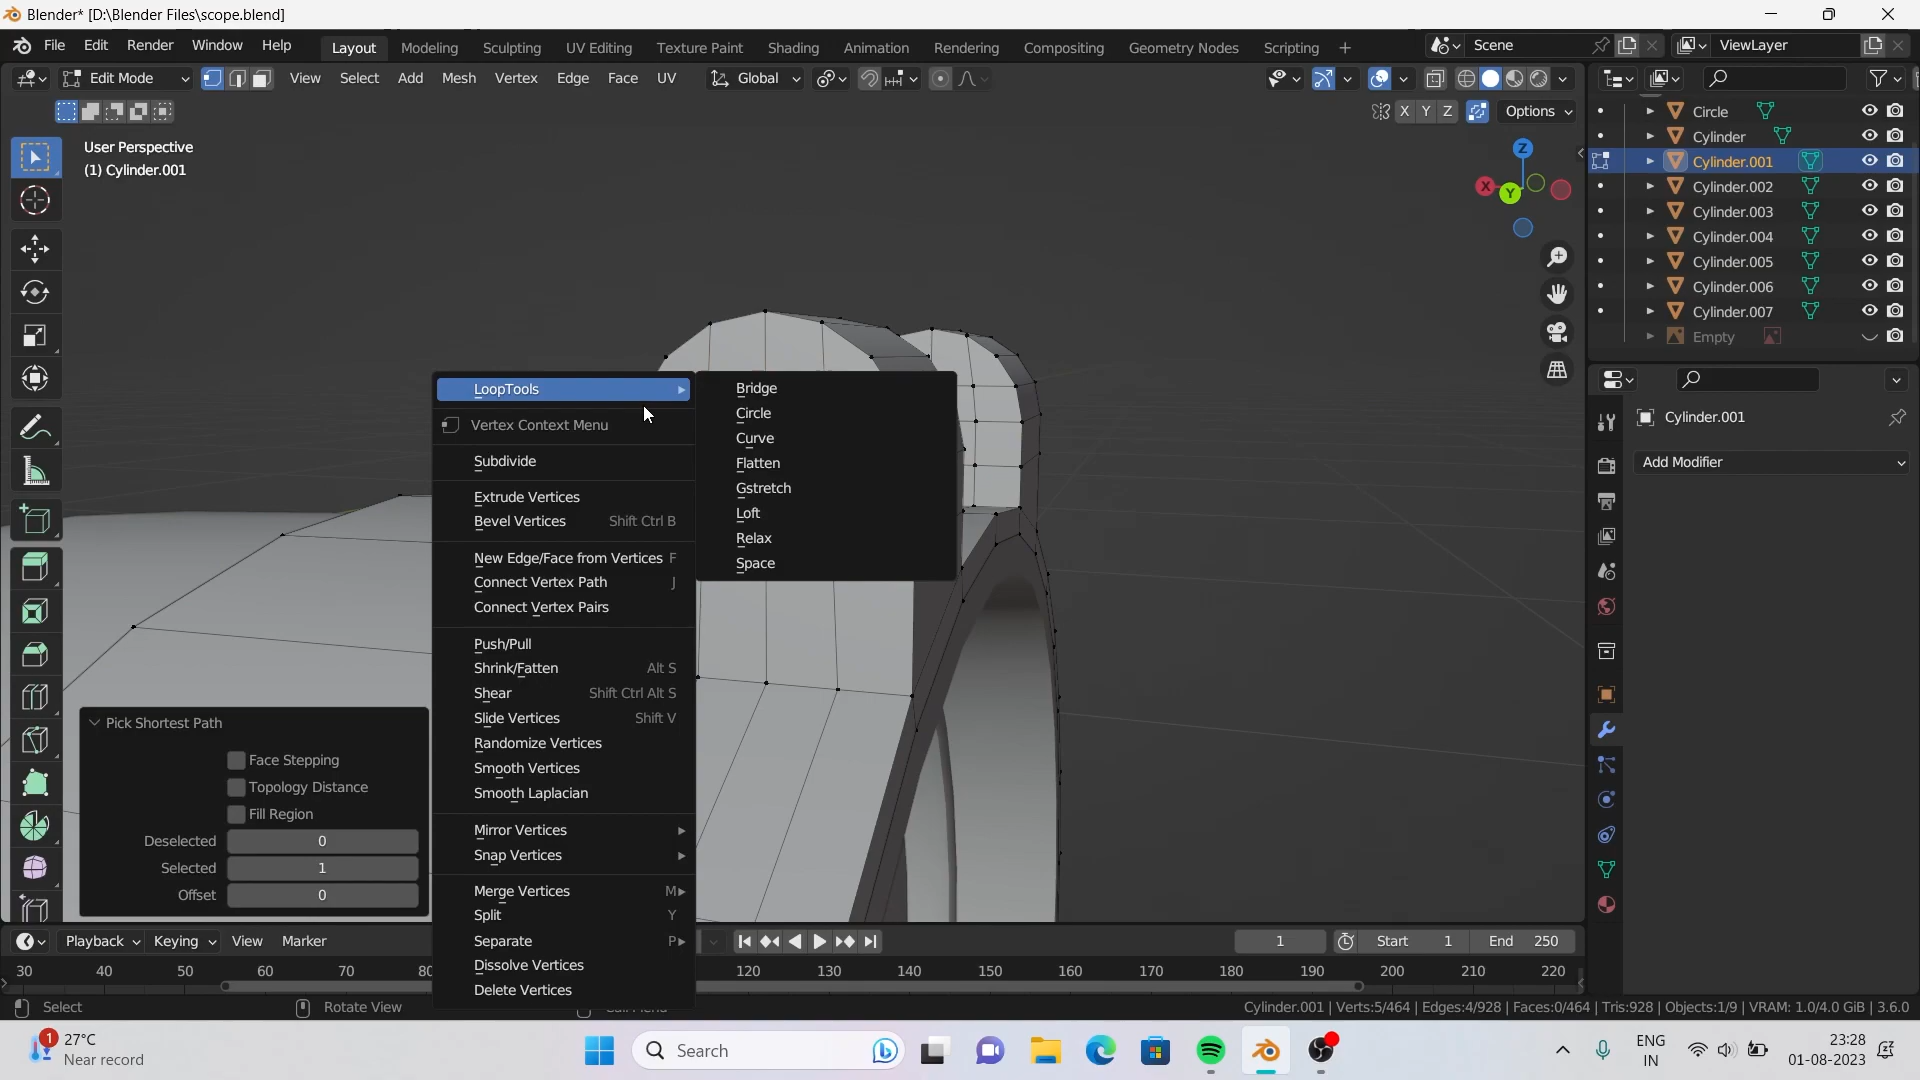 Blender* [D:\Blender Files\scope.blend]
File Edit Render Window Help Layout Modeling Sculpting UV Editing Texture Paint Shading Animation Rendering Compositing Geometry Nodes Scripting + Scene ViewLayer
Edit Mode View Select Add Mesh Vertex Edge Face UV Global
X Y Z Options
User Perspective
(1) Cylinder.001
Z
X
Y
Circle
Cylinder
Cylinder.001
Cylinder.002
Cylinder.003
Cylinder.004
Cylinder.005
Cylinder.006
Cylinder.007
Empty
Cylinder.001
Add Modifier
LoopTools
Vertex Context Menu
Subdivide
Extrude Vertices
Bevel Vertices Shift Ctrl B
New Edge/Face from Vertices F
Connect Vertex Path J
Connect Vertex Pairs
Push/Pull
Shrink/Fatten Alt S
Shear Shift Ctrl Alt S
Slide Vertices Shift V
Randomize Vertices
Smooth Vertices
Smooth Laplacian
Mirror Vertices
Snap Vertices
Merge Vertices M
Split Y
Separate P
Dissolve Vertices
Delete Vertices
Bridge
Circle
Curve
Flatten
Gstretch
Loft
Relax
Space
Pick Shortest Path
Face Stepping
Topology Distance
Fill Region
Deselected 0
Selected 1
Offset 0
Playback Keying View Marker 1 Start 1 End 250
30 40 50 60 70 80 120 130 140 150 160 170 180 190 200 210 220
Select Rotate View Cylinder.001 | Verts:5/464 | Edges:4/928 | Faces:0/464 | Tris:928 | Objects:1/9 | VRAM: 1.0/4.0 GiB | 3.6.0
1 27°C
Near record
Search
ENG
IN
23:28
01-08-2023